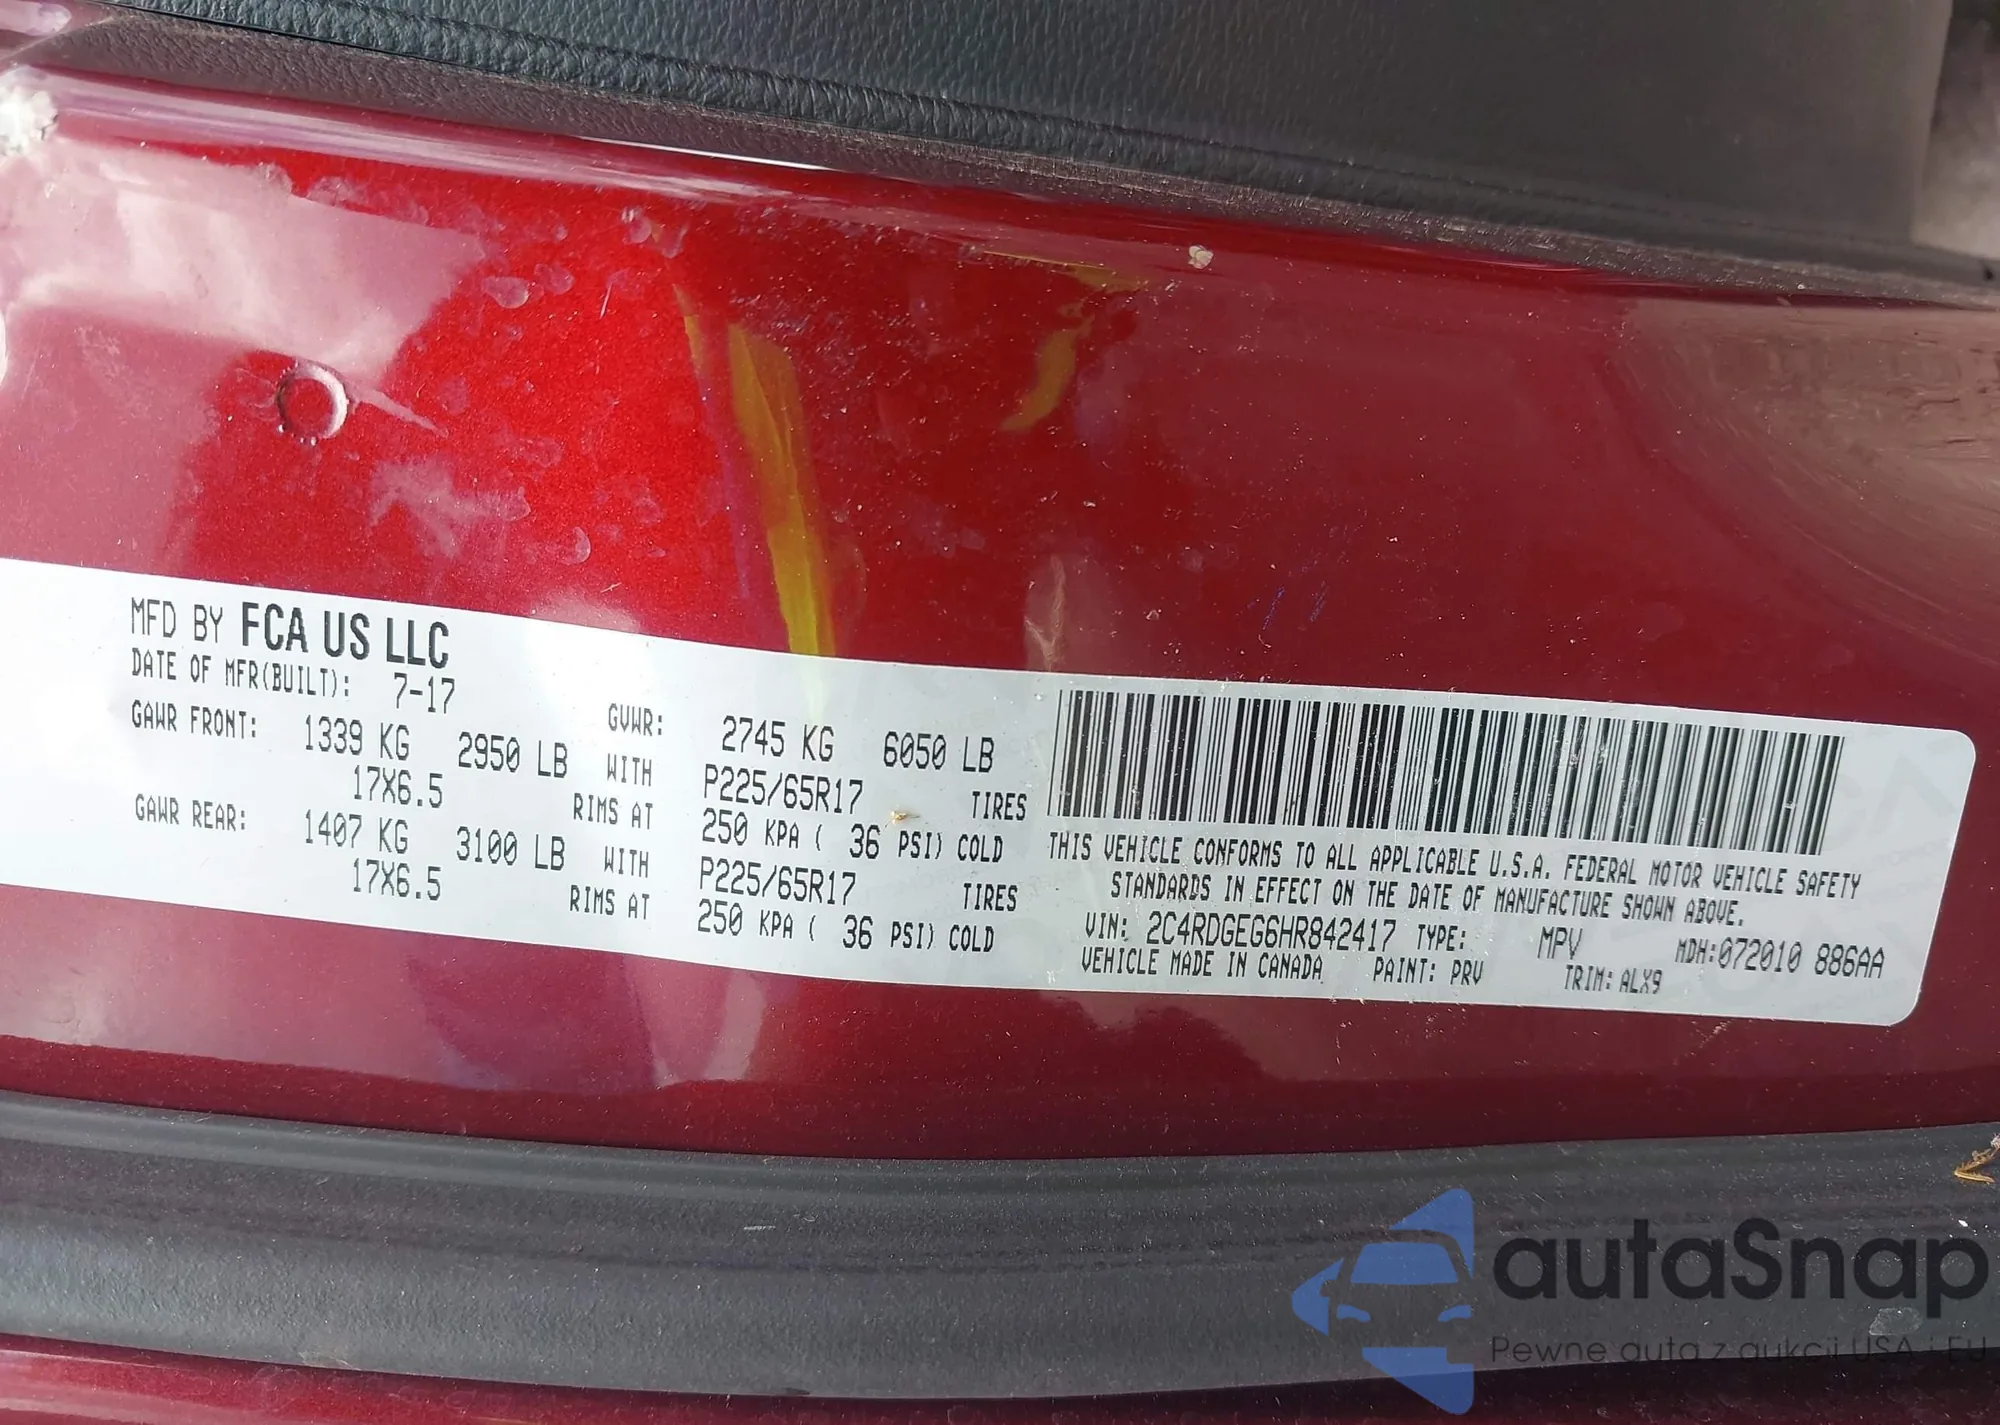 MFD BY FCA US LLC
DATE OF MFR(BUILT): 7-17
GVWR: 2745 KG 6050 LB
GAWR FRONT: 1339 KG 2950 LB WITH P225/65R17 TIRES
17X6.5 RIMS AT 250 KPA ( 36 PSI) COLD
GAWR REAR: 1407 KG 3100 LB WITH P225/65R17 TIRES
17X6.5 RIMS AT 250 KPA ( 36 PSI) COLD
THIS VEHICLE CONFORMS TO ALL APPLICABLE U.S.A. FEDERAL MOTOR VEHICLE SAFETY
STANDARDS IN EFFECT ON THE DATE OF MANUFACTURE SHOWN ABOVE.
VIN: 2C4RDGEG6HR842417 TYPE: MPV MDH:072010 886AA
VEHICLE MADE IN CANADA PAINT: PRV TRIM: ALX9
autaSnap
Pewne auta z aukcji USA i EU